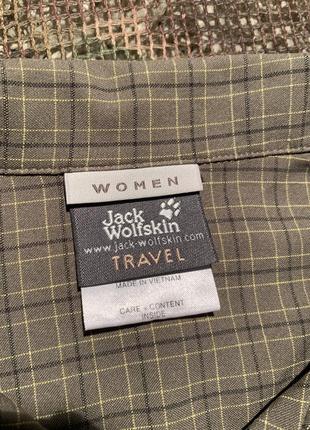 WOMEN
Jack
Wolfskin
www.jack-wolfskin.com
TRAVEL
MADE IN VIETNAM
CARE + CONTENT
INSIDE